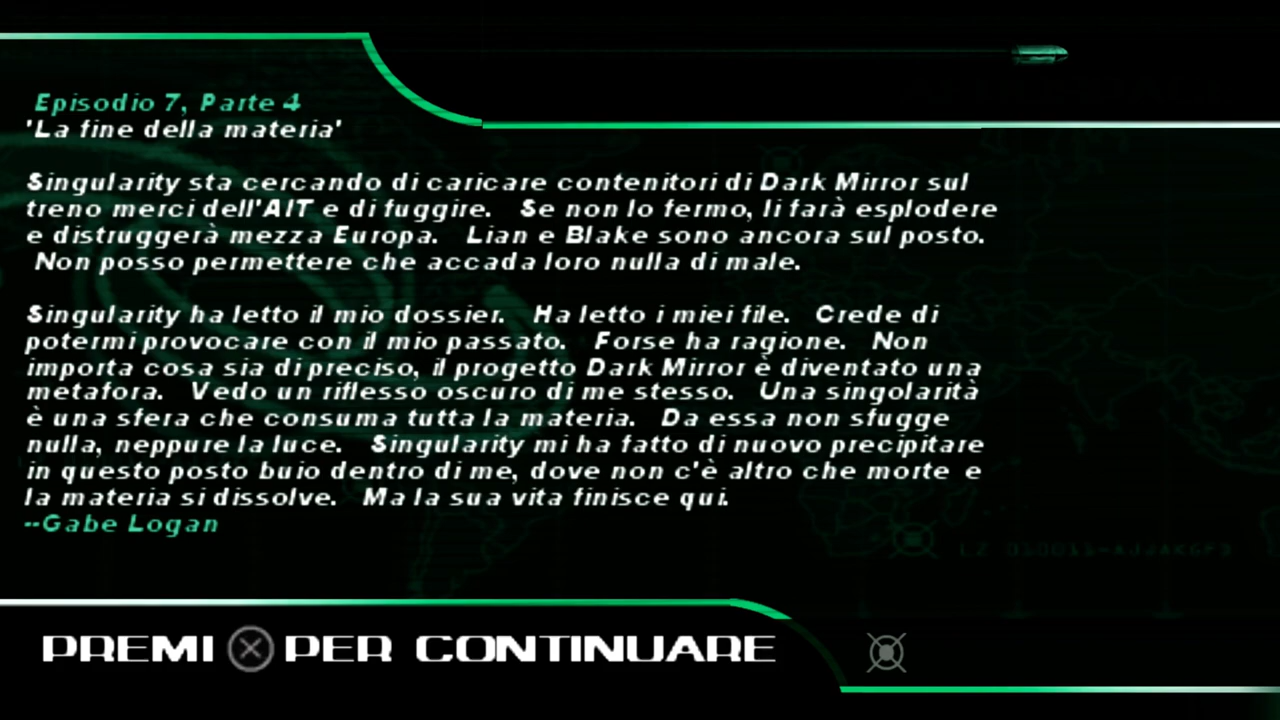 Episodio 7, Parte 4
'La fine della materia'
Singularity sta cercando di caricare contenitori di Dark Mirror sul
treno merci dell'AIT e di fuggire. Se non lo fermo, li farà esplodere
e distruggerà mezza Europa. Lian e Blake sono ancora sul posto.
Non posso permettere che accada loro nulla di male.
Singularity ha letto il mio dossier. Ha letto i miei file. Crede di
potermi provocare con il mio passato. Forse ha ragione. Non
importa cosa sia di preciso, il progetto Dark Mirror è diventato una
metafora. Vedo un riflesso oscuro di me stesso. Una singolarità
è una sfera che consuma tutta la materia. Da essa non sfugge
nulla, neppure la luce. Singularity mi ha fatto di nuovo precipitare
in questo posto buio dentro di me, dove non c'è altro che morte e
la materia si dissolve. Ma la sua vita finisce qui.
--Gabe Logan
PREMI PER CONTINUARE